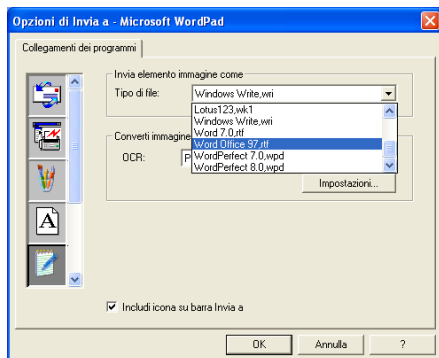 Opzioni di Invia a - Microsoft WordPad
Collegamenti dei programmi
Invia elemento immagine come
Tipo di file: Windows Write,wri
Lotus123,wk1
Windows Write,wri
Word 7.0,rtf
Word Office 97,rtf
WordPerfect 7.0,wpd
WordPerfect 8.0,wpd
Converti immagine
OCR: P
Impostazioni...
A
Includi icona su barra Invia a
OK Annulla ?